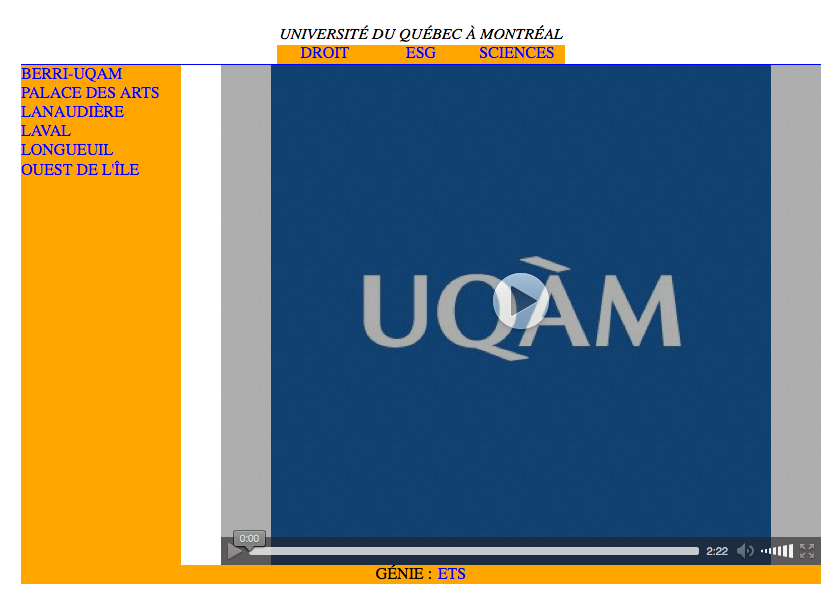 UNIVERSITÉ DU QUÉBEC À MONTRÉAL
DROIT ESG SCIENCES
BERRI-UQAM
PALACE DES ARTS
LANAUDIÈRE
LAVAL
LONGUEUIL
OUEST DE L'ÎLE
UQÀM
0:00
2:22
GÉNIE : ETS